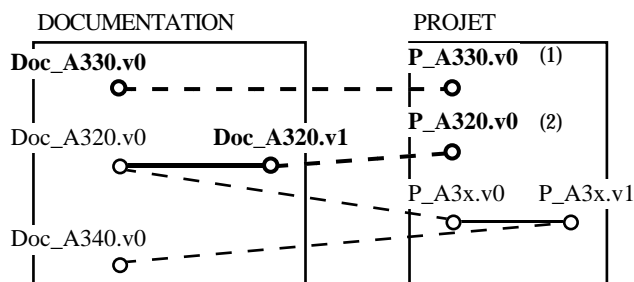 DOCUMENTATION PROJET
Doc_A330.v0 P_A330.v0 (1)
Doc_A320.v0 Doc_A320.v1 P_A320.v0 (2)
P_A3x.v0 P_A3x.v1
Doc_A340.v0